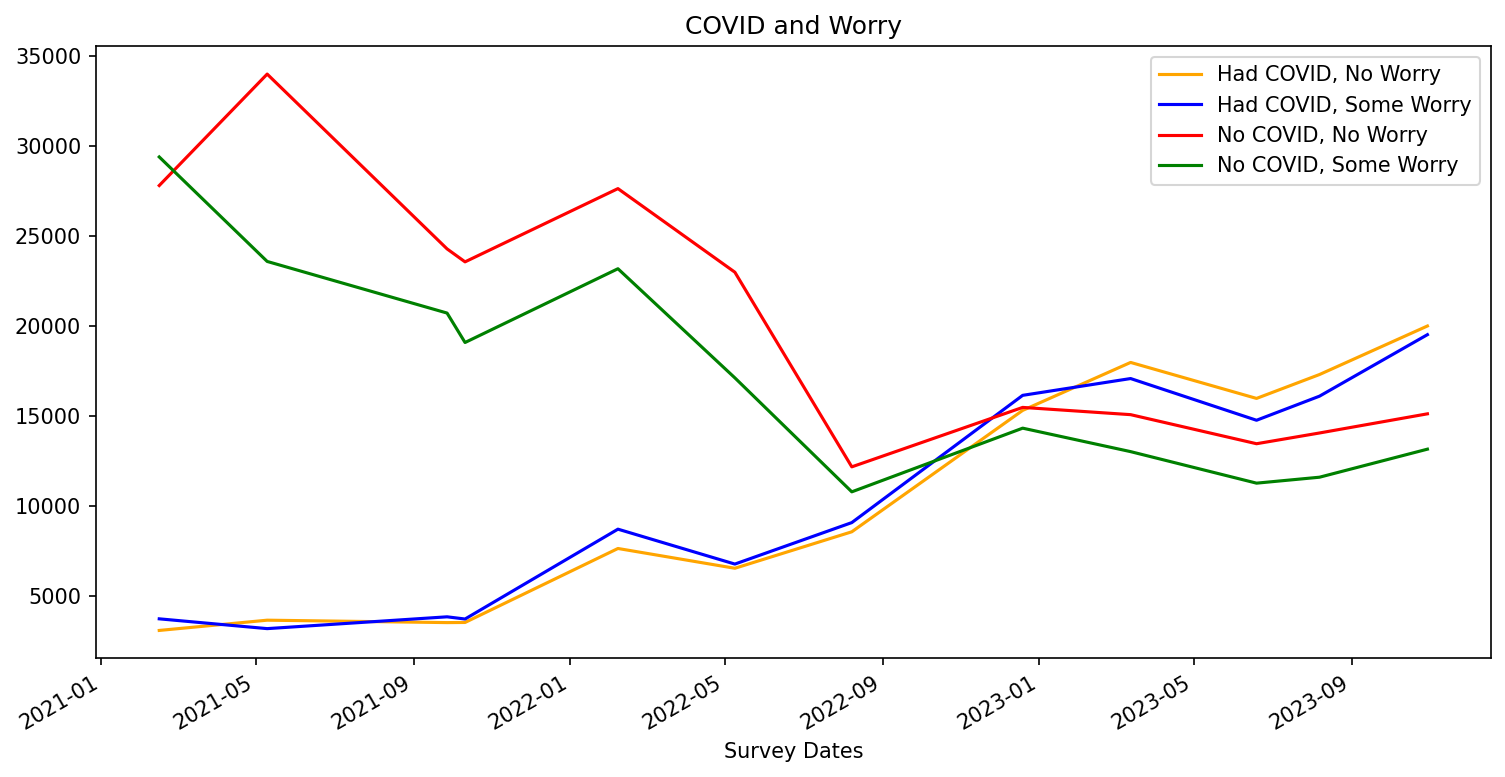 COVID and Worry
35000
30000
25000
20000
15000
10000
5000
Had COVID, No Worry
Had COVID, Some Worry
No COVID, No Worry
No COVID, Some Worry
2021-01
2021-05
2021-09
2022-01
2022-05
2022-09
2023-01
2023-05
2023-09
Survey Dates